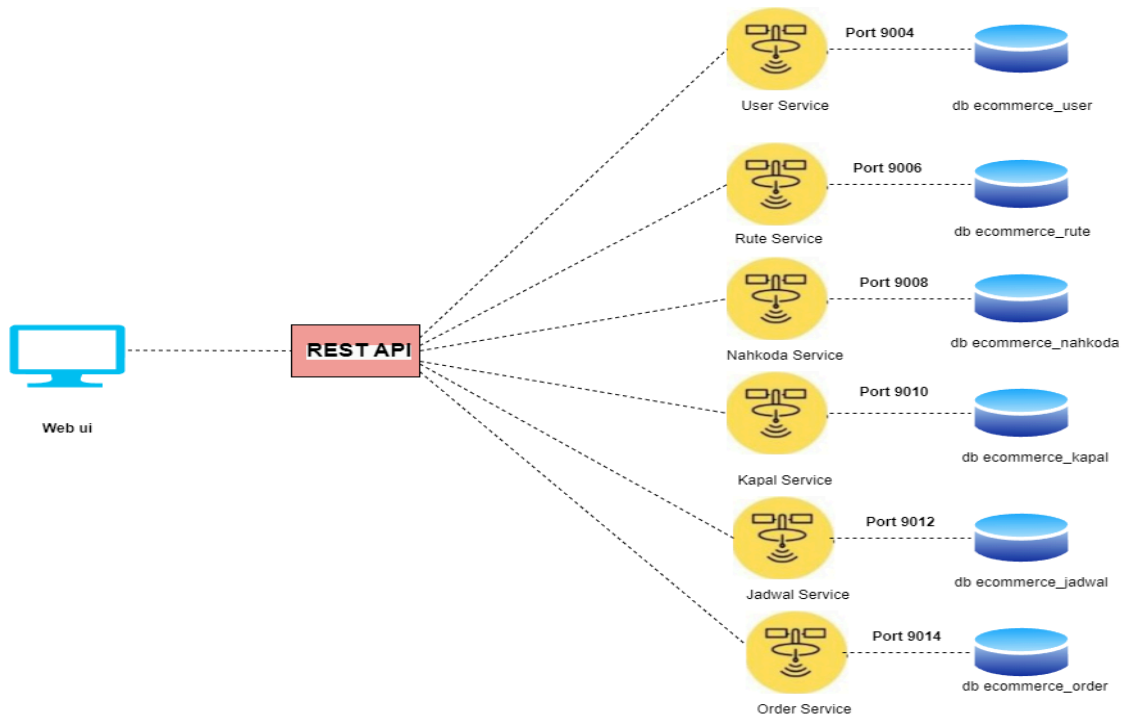 Port 9004
User Service
db ecommerce_user
Port 9006
Rute Service
db ecommerce_rute
Port 9008
Nahkoda Service
db ecommerce_nahkoda
REST API
Web ui
Port 9010
Kapal Service
db ecommerce_kapal
Port 9012
Jadwal Service
db ecommerce_jadwal
Port 9014
Order Service
db ecommerce_order